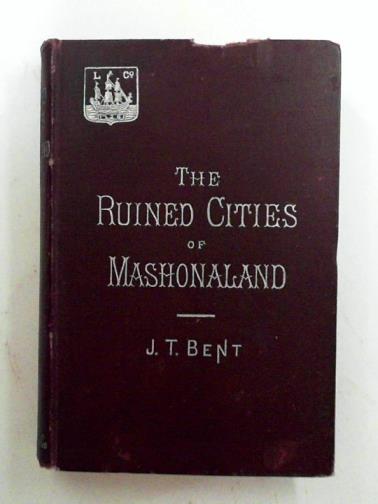 L Co
THE
RUINED CITIES
OF
MASHONALAND
J. T. BENT